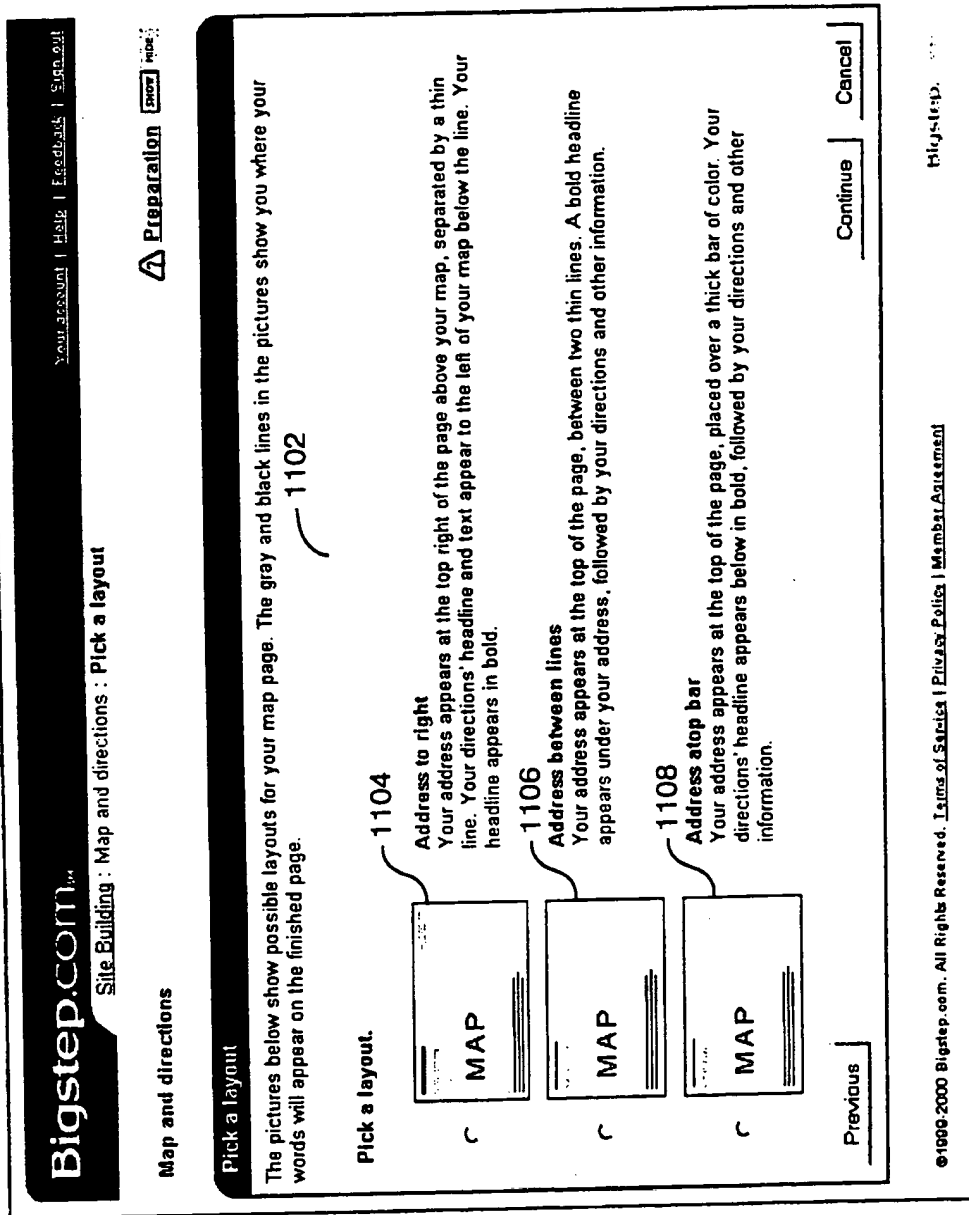 Bigstep.com
Your account | Help | Feedback | Sign out
Site Building : Map and directions : Pick a layout
Map and directions
Preparation SHOW HIDE
Pick a layout
The pictures below show possible layouts for your map page. The gray and black lines in the pictures show you where your
words will appear on the finished page.
1102
Pick a layout.
1104
MAP
Address to right
Your address appears at the top right of the page above your map, separated by a thin
line. Your directions' headline and text appear to the left of your map below the line. Your
headline appears in bold.
1106
MAP
Address between lines
Your address appears at the top of the page, between two thin lines. A bold headline
appears under your address, followed by your directions and other information.
1108
MAP
Address atop bar
Your address appears at the top of the page, placed over a thick bar of color. Your
directions' headline appears below in bold, followed by your directions and other
information.
Previous
Continue
Cancel
©1999-2000 Bigstep.com. All Rights Reserved. Terms of Service | Privacy Policy | Member Agreement
Bigstep.